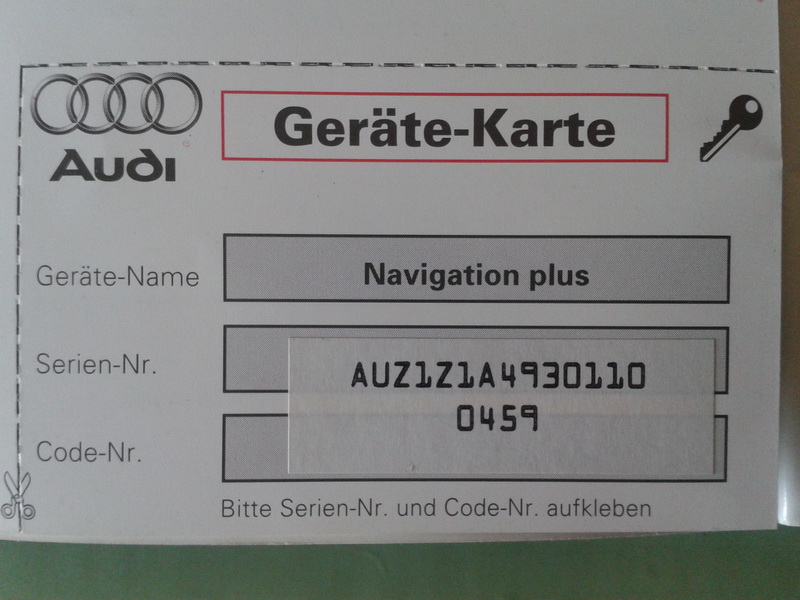 Audi
Geräte-Karte
Geräte-Name
Navigation plus
Serien-Nr.
AUZ1Z1A4930110
Code-Nr.
0459
Bitte Serien-Nr. und Code-Nr. aufkleben